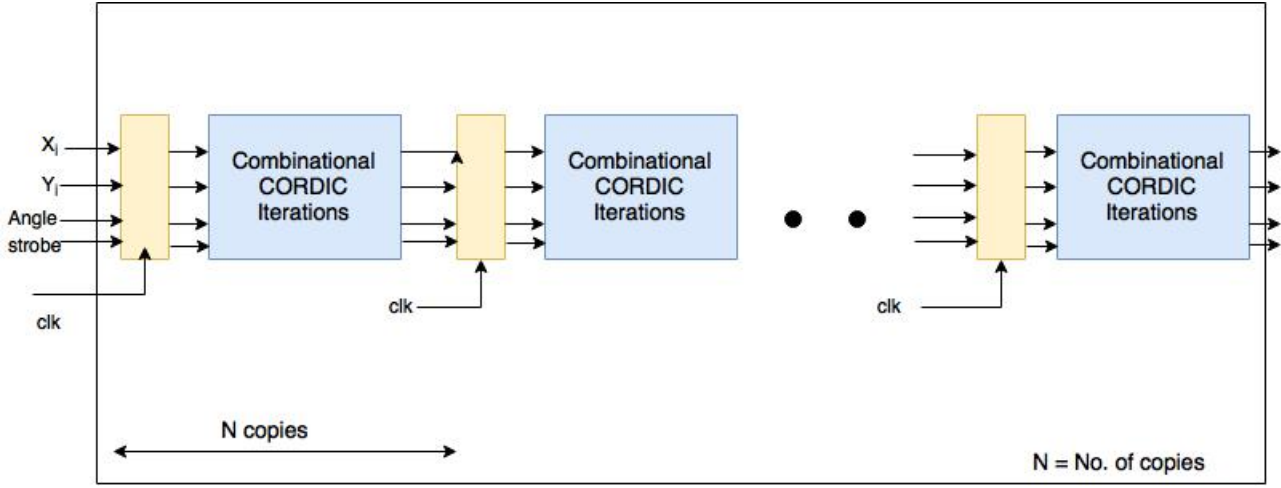 Xi
Yi
Angle
strobe
clk
Combinational
CORDIC
Iterations
clk
Combinational
CORDIC
Iterations
clk
Combinational
CORDIC
Iterations
N copies
N = No. of copies